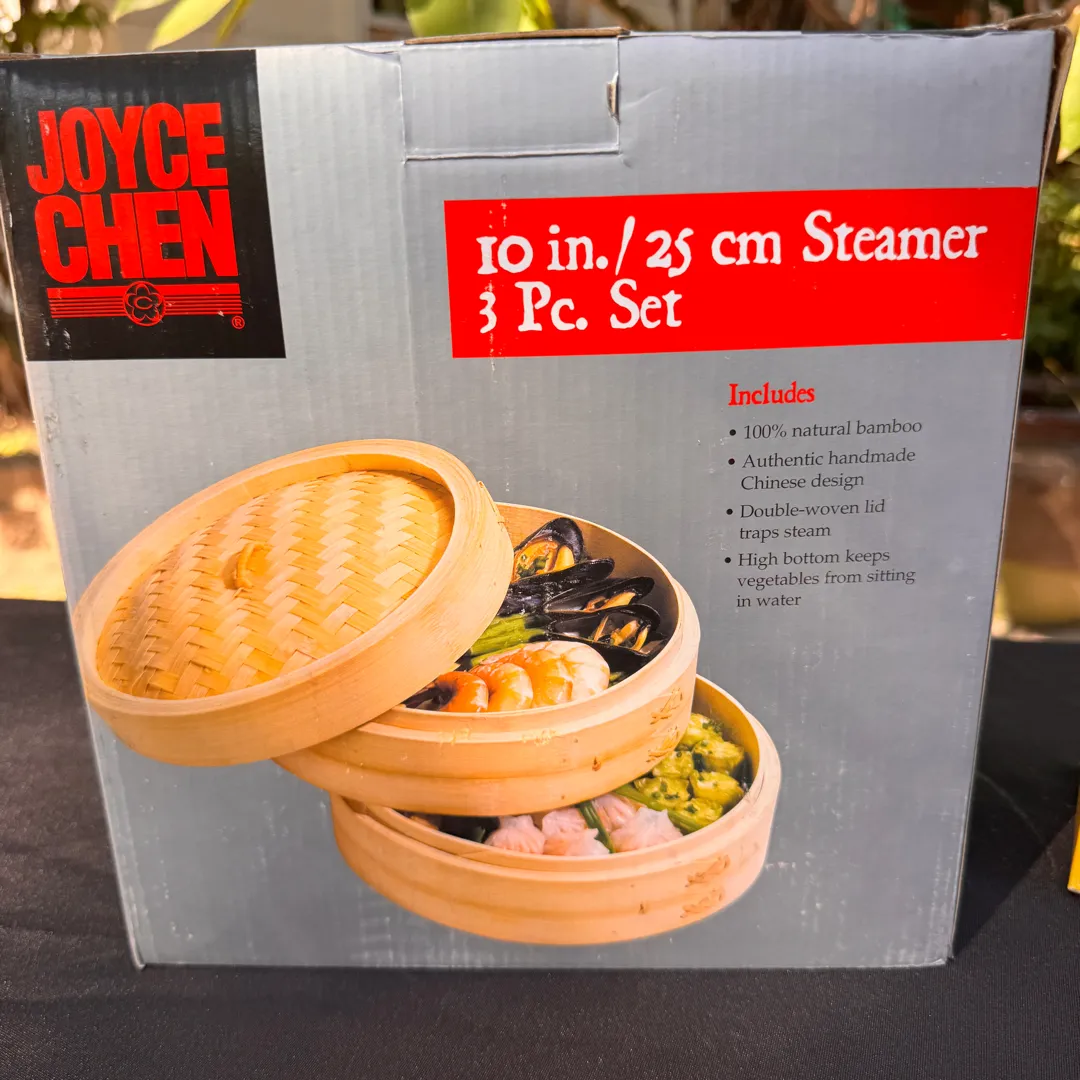 JOYCE
CHEN
®
10 in./25 cm Steamer
3 Pc. Set
Includes
• 100% natural bamboo
• Authentic handmade
Chinese design
• Double-woven lid
traps steam
• High bottom keeps
vegetables from sitting
in water